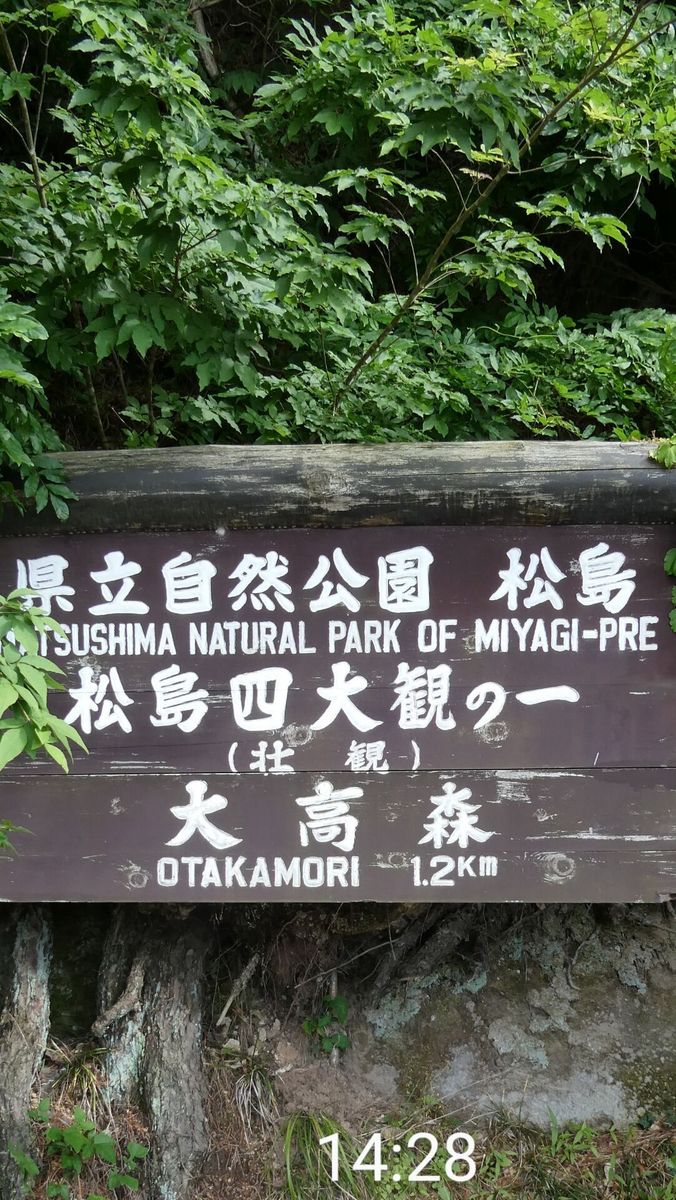 県立自然公園 松島
MATSUSHIMA NATURAL PARK OF MIYAGI-PRE
松島四大観の一
(壮 観)
大高森
OTAKAMORI 1.2KM
14:28